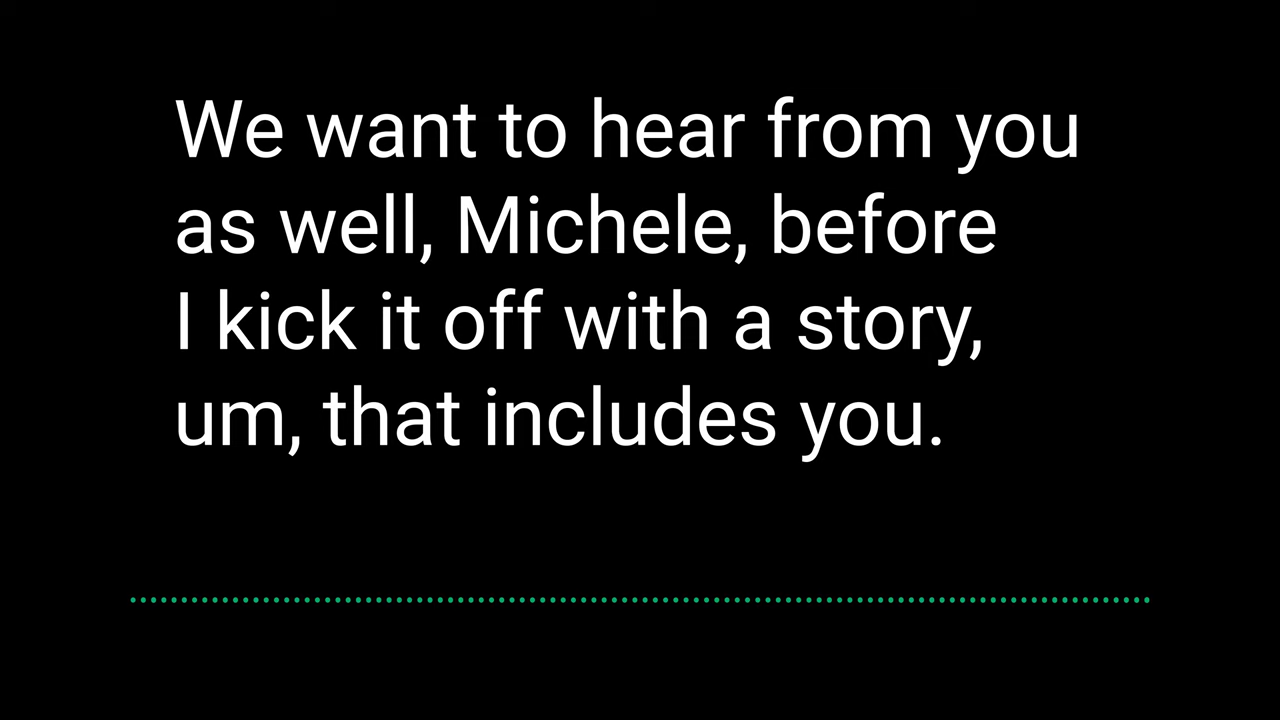 We want to hear from you
as well, Michele, before
I kick it off with a story,
um, that includes you.